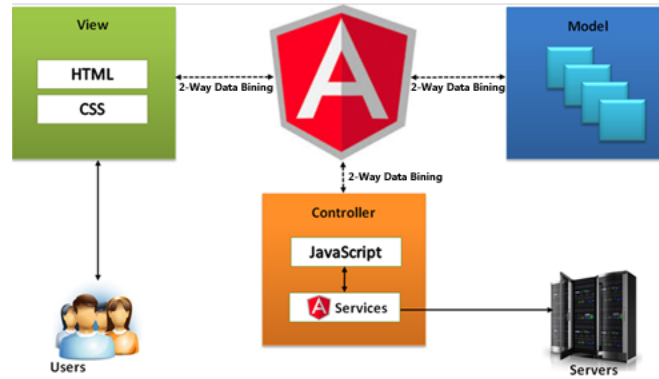 View
Model
HTML
CSS
2-Way Data Bining
2-Way Data Bining
2-Way Data Bining
Controller
JavaScript
Services
Users
Servers